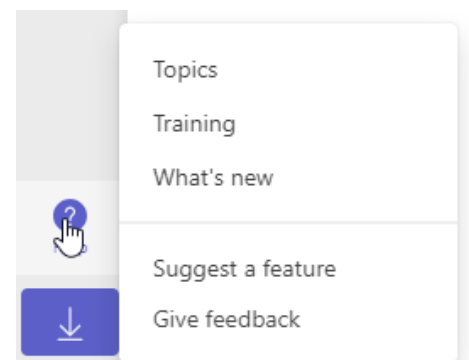 Topics
Training
What's new
Suggest a feature
Give feedback